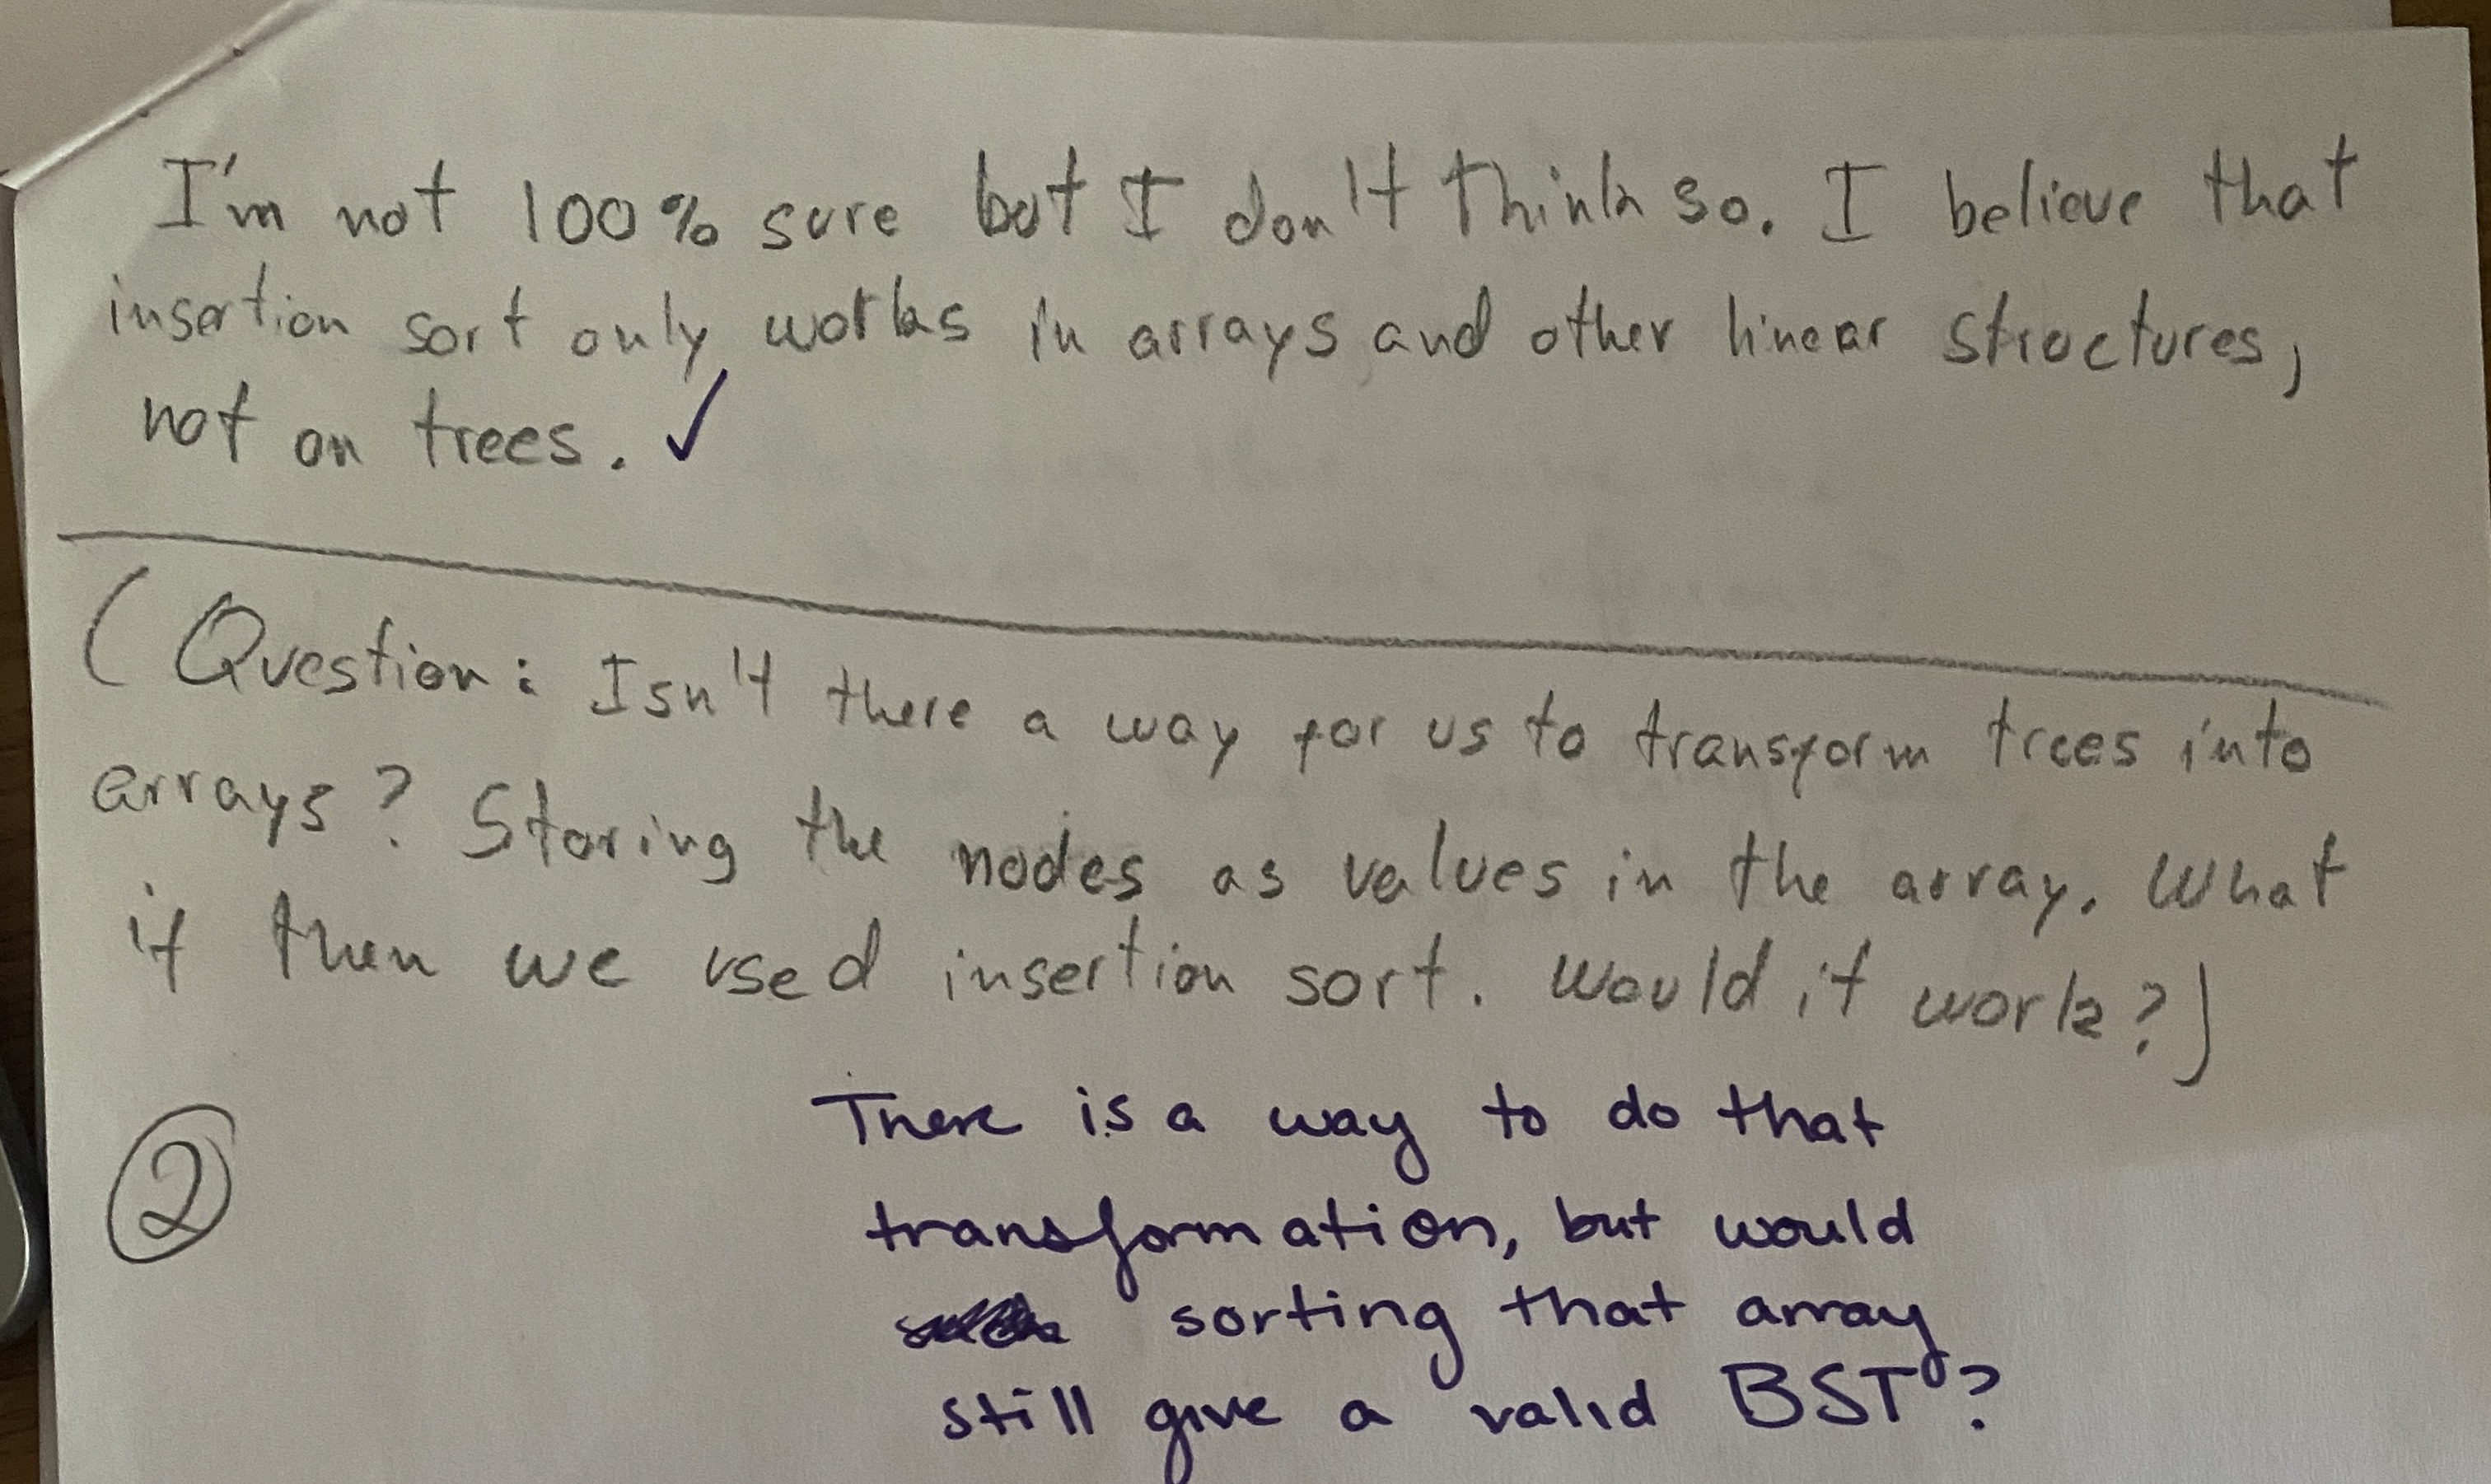 I'm not 100% sure but I don't think so. I believe that
insertion sort only works in arrays and other linear structures,
not on trees. ✓
(Question: Isn't there a way for us to transform trees into
arrays? Storing the nodes as values in the array. What
if then we used insertion sort. Would it work?)
There is a way to do that
transformation, but would
sorting that array
still give a valid BST?
2